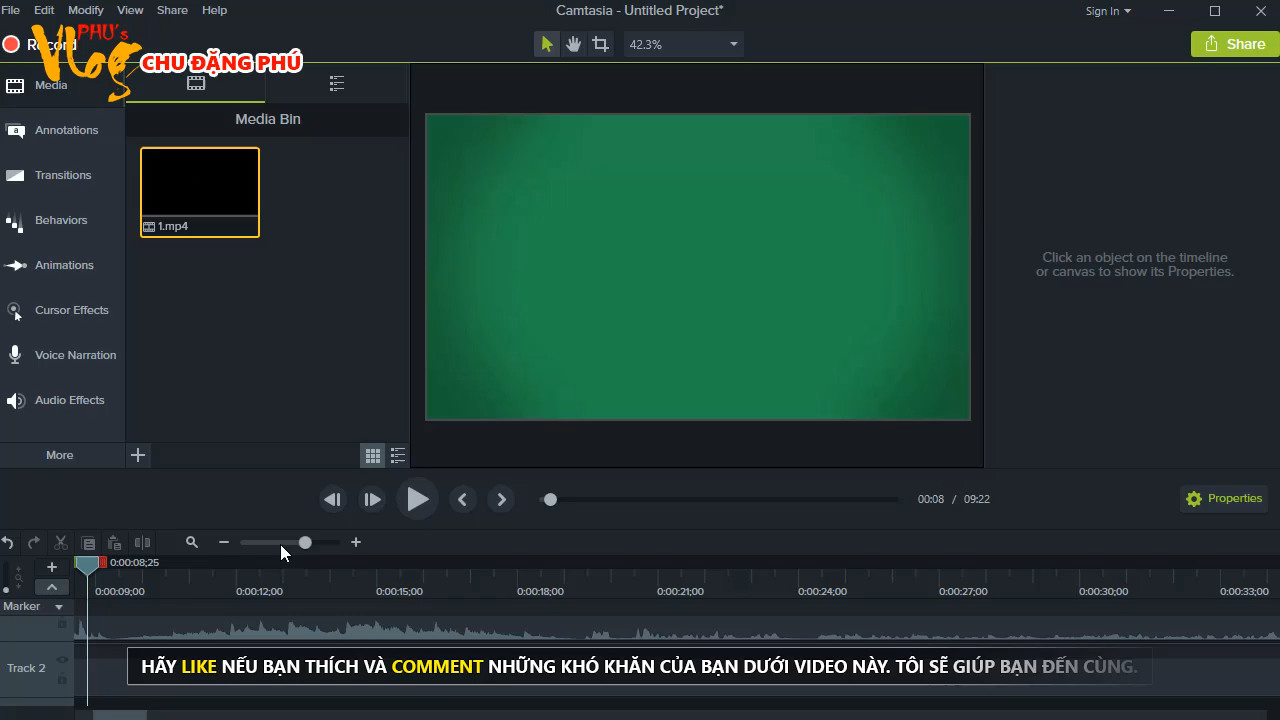 File Edit Modify View Share Help
Camtasia - Untitled Project*
Sign In
PHU's
Vlog
CHU ĐẶNG PHÚ
42.3%
Share
Media
Annotations
Transitions
Behaviors
Animations
Cursor Effects
Voice Narration
Audio Effects
More
Media Bin
1.mp4
Click an object on the timeline
or canvas to show its Properties.
00:08 / 09:22
Properties
0:00:08;25
0:00:09;00 0:00:12;00 0:00:15;00 0:00:18;00 0:00:21;00 0:00:24;00 0:00:27;00 0:00:30;00 0:00:33;00
Marker
Track 2
HÃY LIKE NẾU BẠN THÍCH VÀ COMMENT NHỮNG KHÓ KHĂN CỦA BẠN DƯỚI VIDEO NÀY. TÔI SẼ GIÚP BẠN ĐẾN CÙNG.